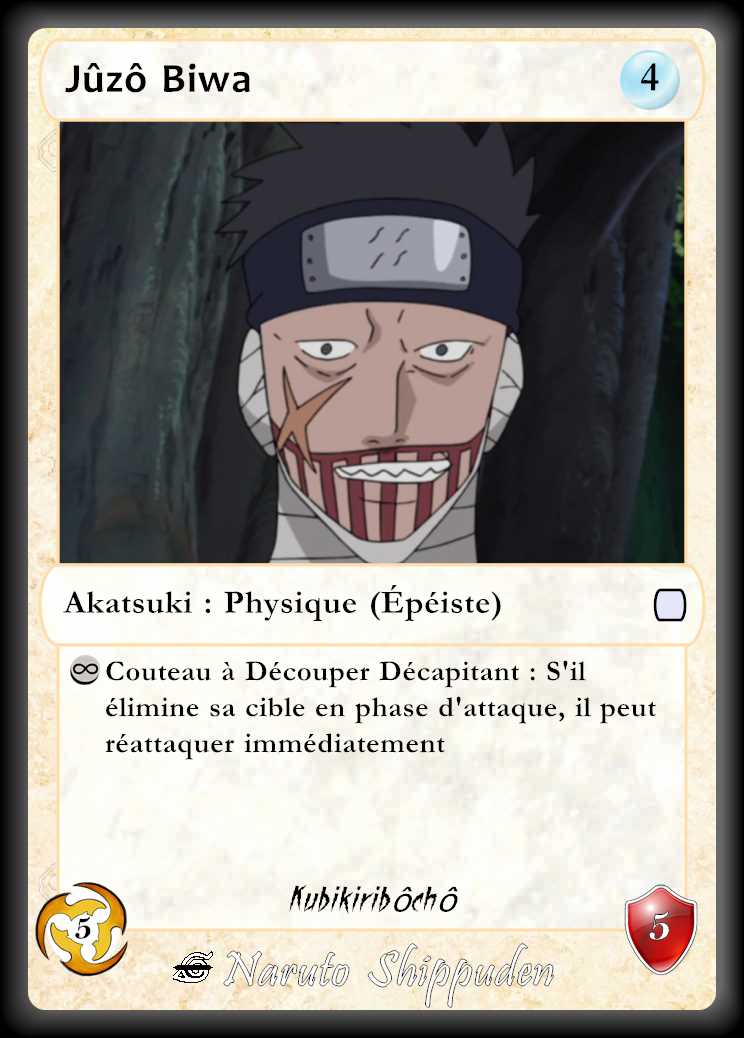 Jûzô Biwa
4
Akatsuki : Physique (Épéiste)
Couteau à Découper Décapitant : S'il
élimine sa cible en phase d'attaque, il peut
réattaquer immédiatement
Kubikiribôchô
5
5
Naruto Shippuden